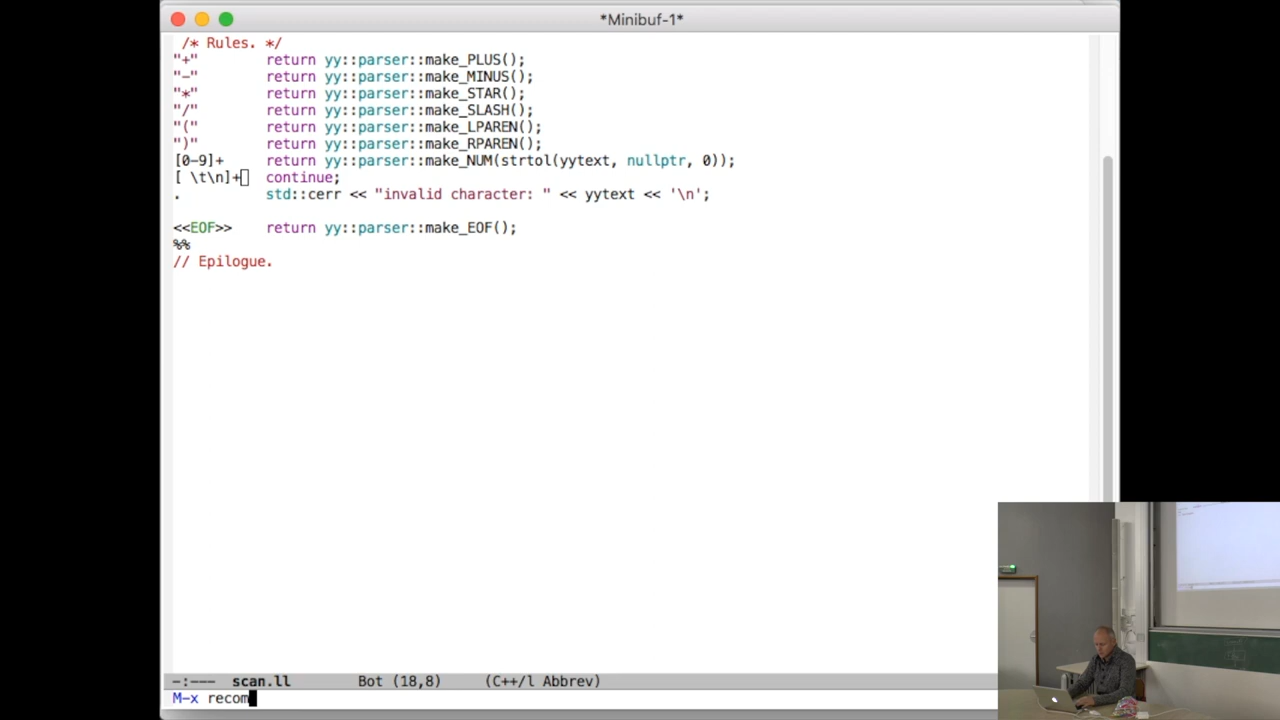 *Minibuf-1*
/* Rules. */
"+" return yy::parser::make_PLUS();
"-" return yy::parser::make_MINUS();
"*" return yy::parser::make_STAR();
"/" return yy::parser::make_SLASH();
"(" return yy::parser::make_LPAREN();
")" return yy::parser::make_RPAREN();
[0-9]+ return yy::parser::make_NUM(strtol(yytext, nullptr, 0));
[ \t\n]+ continue;
. std::cerr << "invalid character: " << yytext << '\n';
<<EOF>> return yy::parser::make_EOF();
%%
// Epilogue.
-:--- scan.ll Bot (18,8) (C++/l Abbrev)
M-x recom